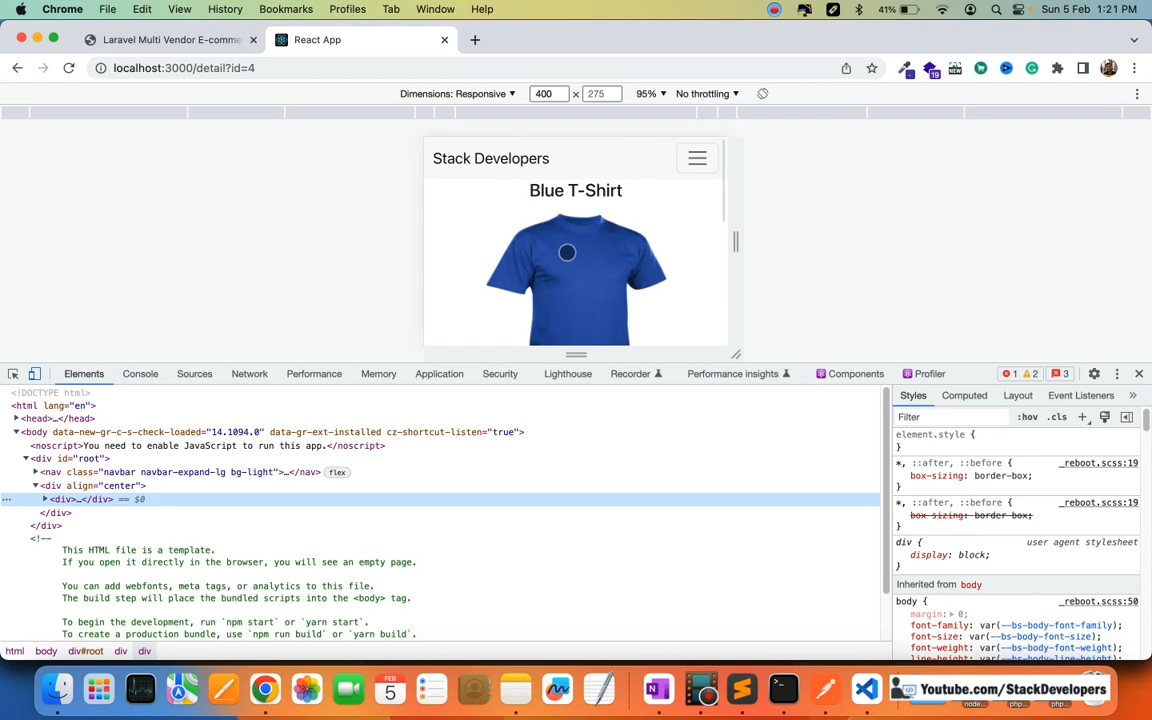 Chrome File Edit View History Bookmarks Profiles Tab Window Help 41% Sun 5 Feb 1:21 PM
Laravel Multi Vendor E-comme React App
localhost:3000/detail?id=4 NEW 19
Dimensions: Responsive 400 × 275 95% No throttling
Stack Developers
Blue T-Shirt
Elements Console Sources Network Performance Memory Application Security Lighthouse Recorder Performance insights Components Profiler 1 2 3
<!DOCTYPE html>
<html lang="en">
<head>…</head>
<body data-new-gr-c-s-check-loaded="14.1094.0" data-gr-ext-installed cz-shortcut-listen="true">
<noscript>You need to enable JavaScript to run this app.</noscript>
<div id="root">
<nav class="navbar navbar-expand-lg bg-light">…</nav> flex
<div align="center">
… <div>…</div> == $0
</div>
</div>
<!--
This HTML file is a template.
If you open it directly in the browser, you will see an empty page.
You can add webfonts, meta tags, or analytics to this file.
The build step will place the bundled scripts into the <body> tag.
To begin the development, run `npm start` or `yarn start`.
To create a production bundle, use `npm run build` or `yarn build`.
html body div#root div div
Styles Computed Layout Event Listeners »
Filter :hov .cls
element.style {
}
*, ::after, ::before { _reboot.scss:19
box-sizing: border-box;
}
*, ::after, ::before { _reboot.scss:19
box-sizing: border-box;
}
div { user agent stylesheet
display: block;
}
Inherited from body
body { _reboot.scss:50
margin: 0;
font-family: var(--bs-body-font-family);
font-size: var(--bs-body-font-size);
font-weight: var(--bs-body-font-weight);
line-height: var(--bs-body-line-height);
FEB
5
Youtube.com/StackDevelopers